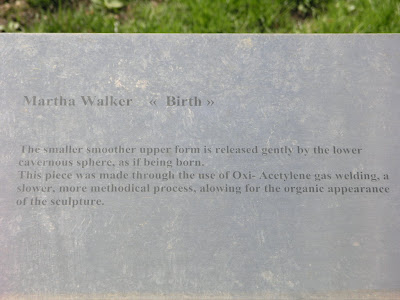 Martha Walker « Birth »
The smaller smoother upper form is released gently by the lower
cavernous sphere, as if being born.
This piece was made through the use of Oxi- Acetylene gas welding, a
slower, more methodical process, alowing for the organic appearance
of the sculpture.